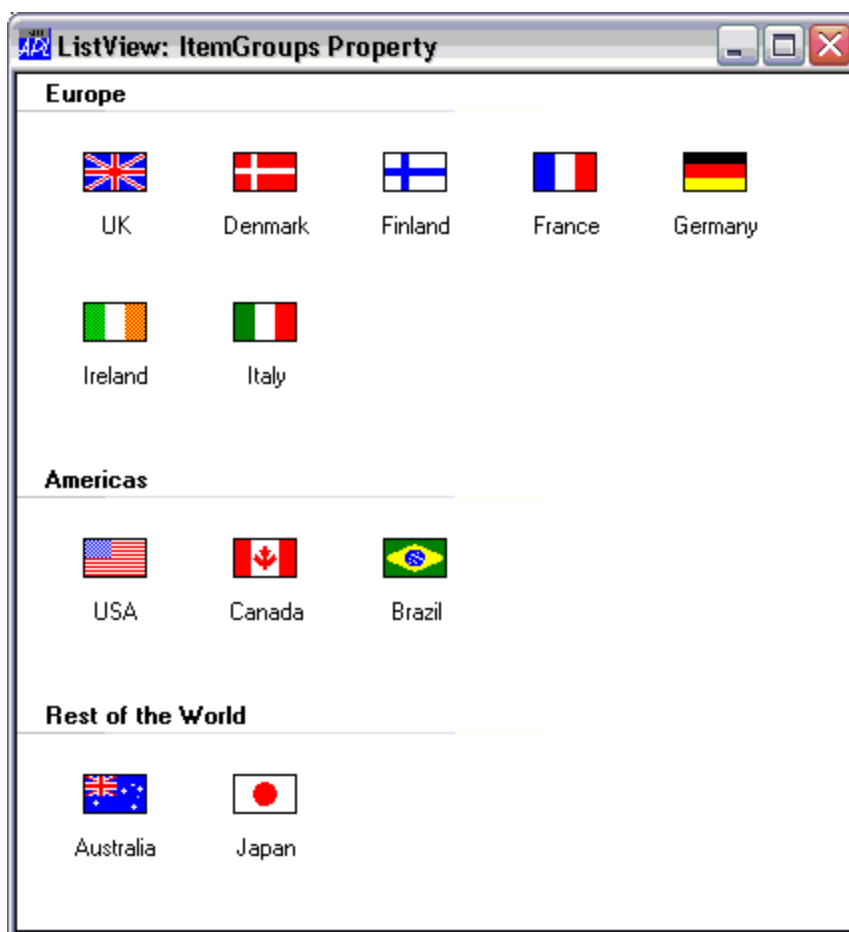 APL ListView: ItemGroups Property
Europe
UK Denmark Finland France Germany
Ireland Italy
Americas
USA Canada Brazil
Rest of the World
Australia Japan